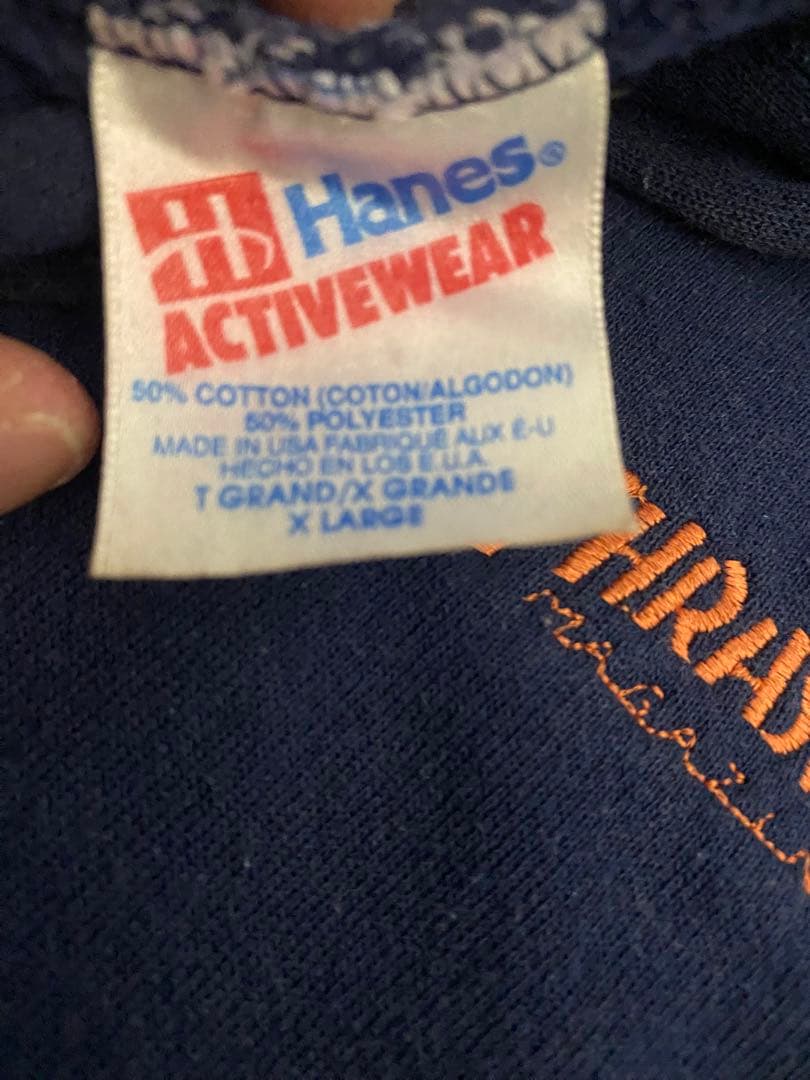 Hanes®
ACTIVEWEAR
50% COTTON (COTON/ALGODON)
50% POLYESTER
MADE IN USA FABRIQUÉ AUX É-U
HECHO EN LOS E.U.A.
T GRAND/X GRANDE
X LARGE